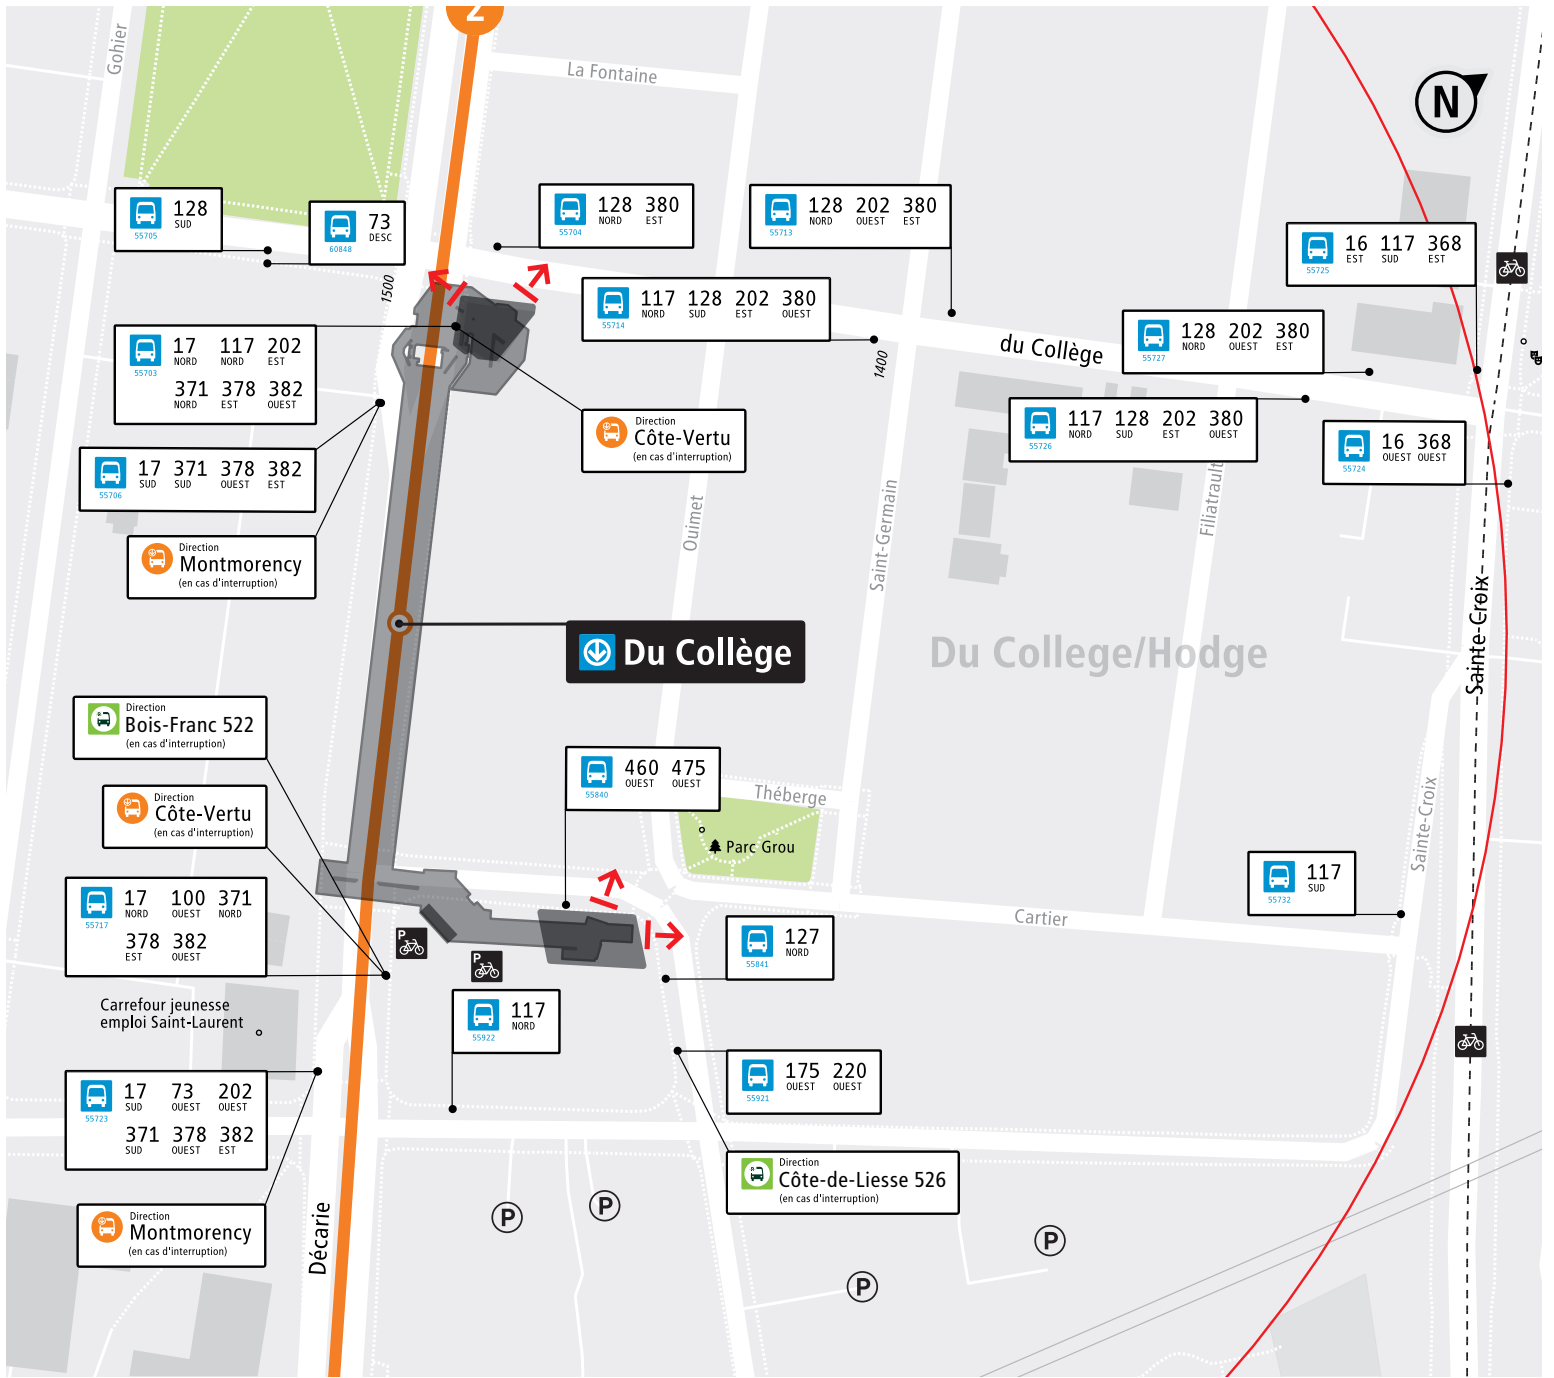 2
Gohier
La Fontaine
N
128
SUD
55705
73
DESC
60848
128 380
NORD EST
55704
128 202 380
NORD OUEST EST
55713
16 117 368
EST SUD EST
55725
1500
117 128 202 380
NORD SUD EST OUEST
55714
17 117 202
NORD NORD EST
55703
371 378 382
NORD EST OUEST
du Collège
1400
128 202 380
NORD OUEST EST
55727
117 128 202 380
NORD SUD EST OUEST
55726
16 368
OUEST OUEST
55724
Direction
Côte-Vertu
(en cas d'interruption)
17 371 378 382
SUD SUD OUEST EST
55706
Direction
Montmorency
(en cas d'interruption)
Ouimet
Saint-Germain
Filiatrault
Sainte-Croix
Du Collège
Du College/Hodge
Direction
Bois-Franc 522
(en cas d'interruption)
Direction
Côte-Vertu
(en cas d'interruption)
460 475
OUEST OUEST
55840
Théberge
Parc Grou
Sainte-Croix
17 100 371
NORD OUEST NORD
55717
378 382
EST OUEST
117
SUD
55732
Cartier
P
P
127
NORD
55841
Carrefour jeunesse
emploi Saint-Laurent
117
NORD
55922
175 220
OUEST OUEST
55921
17 73 202
SUD OUEST OUEST
55723
371 378 382
SUD OUEST EST
Direction
Côte-de-Liesse 526
(en cas d'interruption)
Direction
Montmorency
(en cas d'interruption)
Décarie
P
P
P
P